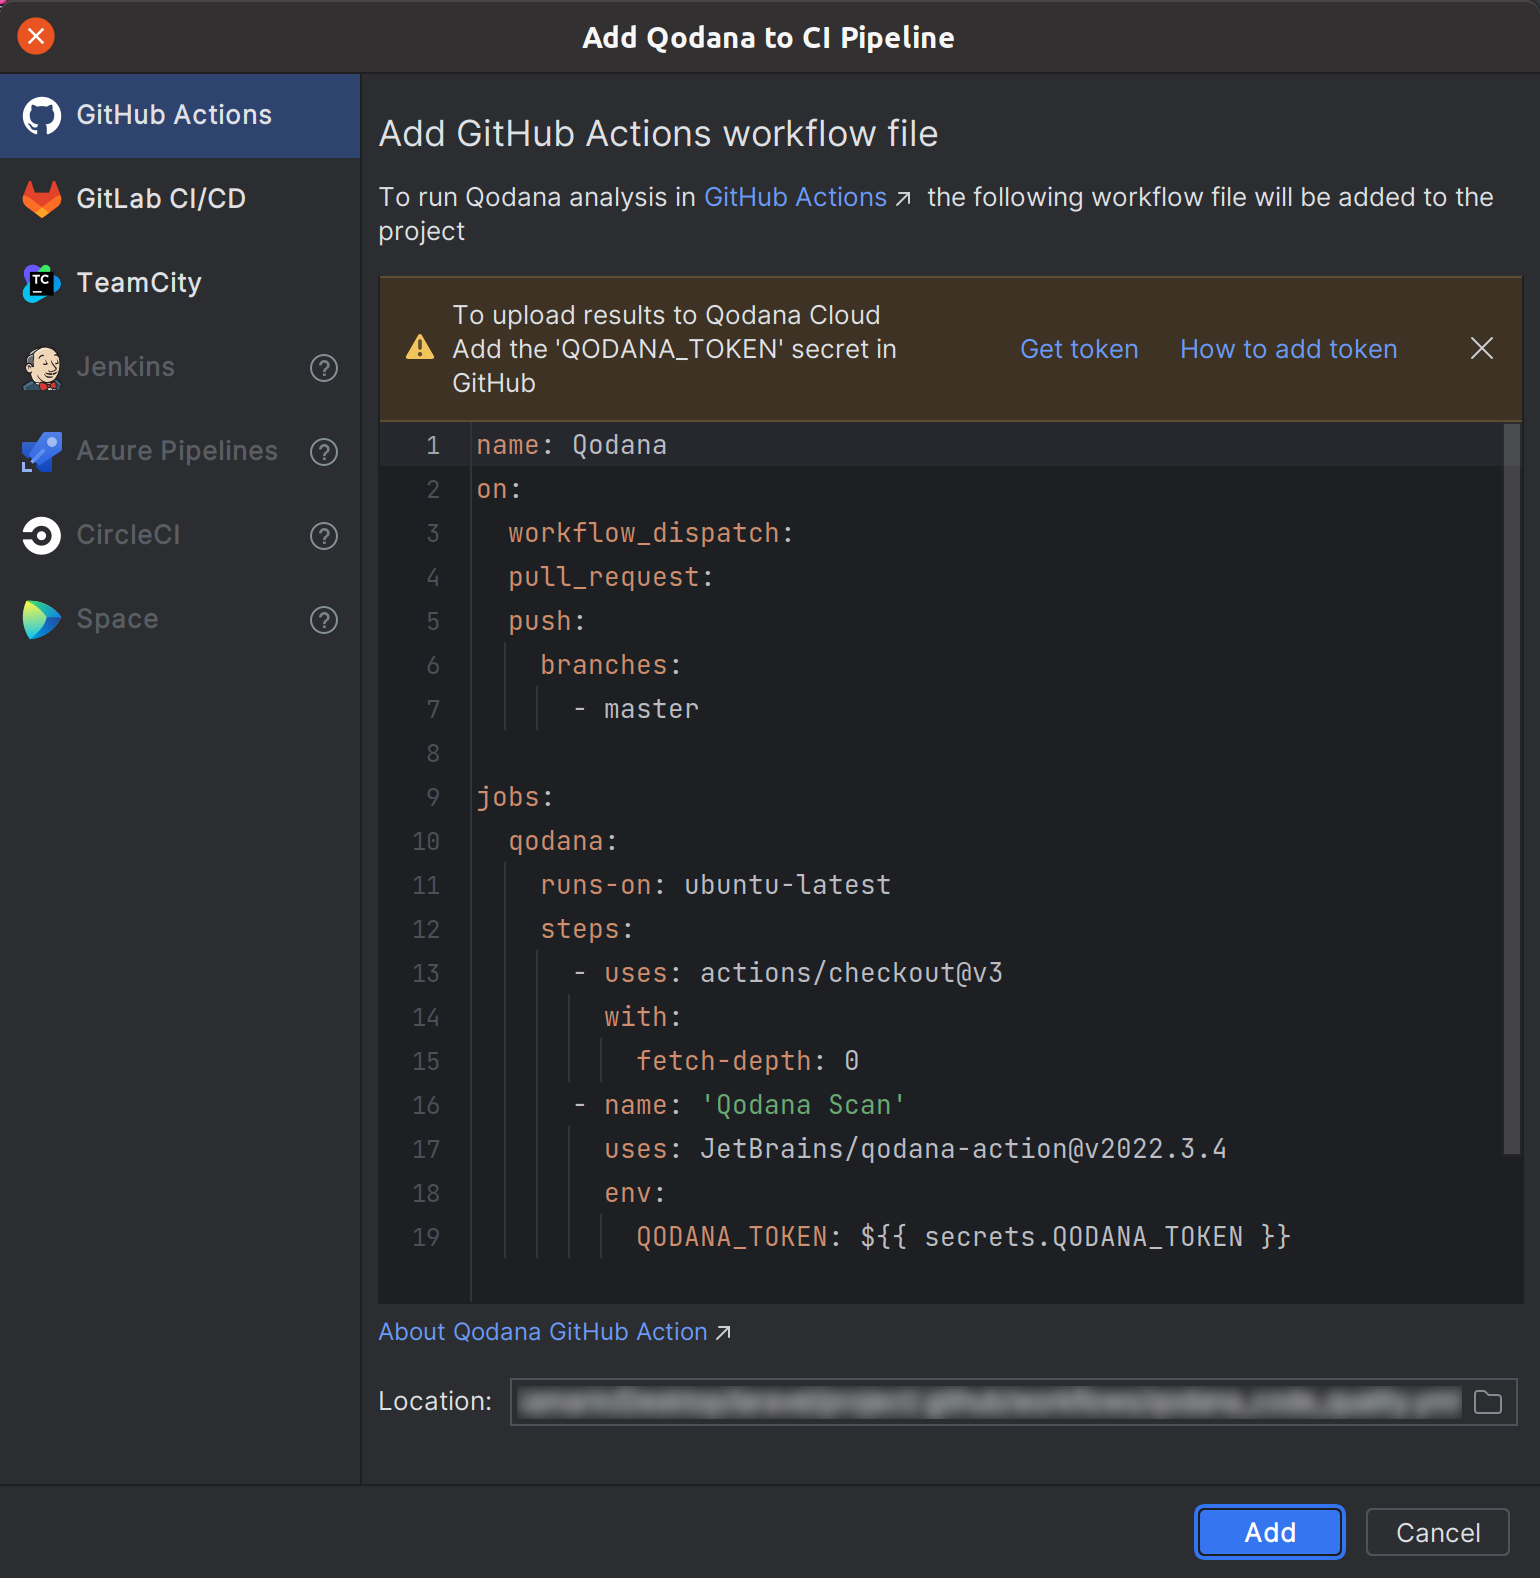 Add Qodana to CI Pipeline
GitHub Actions
GitLab CI/CD
TC
TeamCity
Jenkins
?
Azure Pipelines
?
CircleCI
?
Space
?
Add GitHub Actions workflow file
To run Qodana analysis in GitHub Actions ↗ the following workflow file will be added to the
project
To upload results to Qodana Cloud
Add the 'QODANA_TOKEN' secret in
GitHub
Get token
How to add token
1 name: Qodana
2 on:
3 workflow_dispatch:
4 pull_request:
5 push:
6 branches:
7 - master
8
9 jobs:
10 qodana:
11 runs-on: ubuntu-latest
12 steps:
13 - uses: actions/checkout@v3
14 with:
15 fetch-depth: 0
16 - name: 'Qodana Scan'
17 uses: JetBrains/qodana-action@v2022.3.4
18 env:
19 QODANA_TOKEN: ${{ secrets.QODANA_TOKEN }}
About Qodana GitHub Action ↗
Location:
Add
Cancel